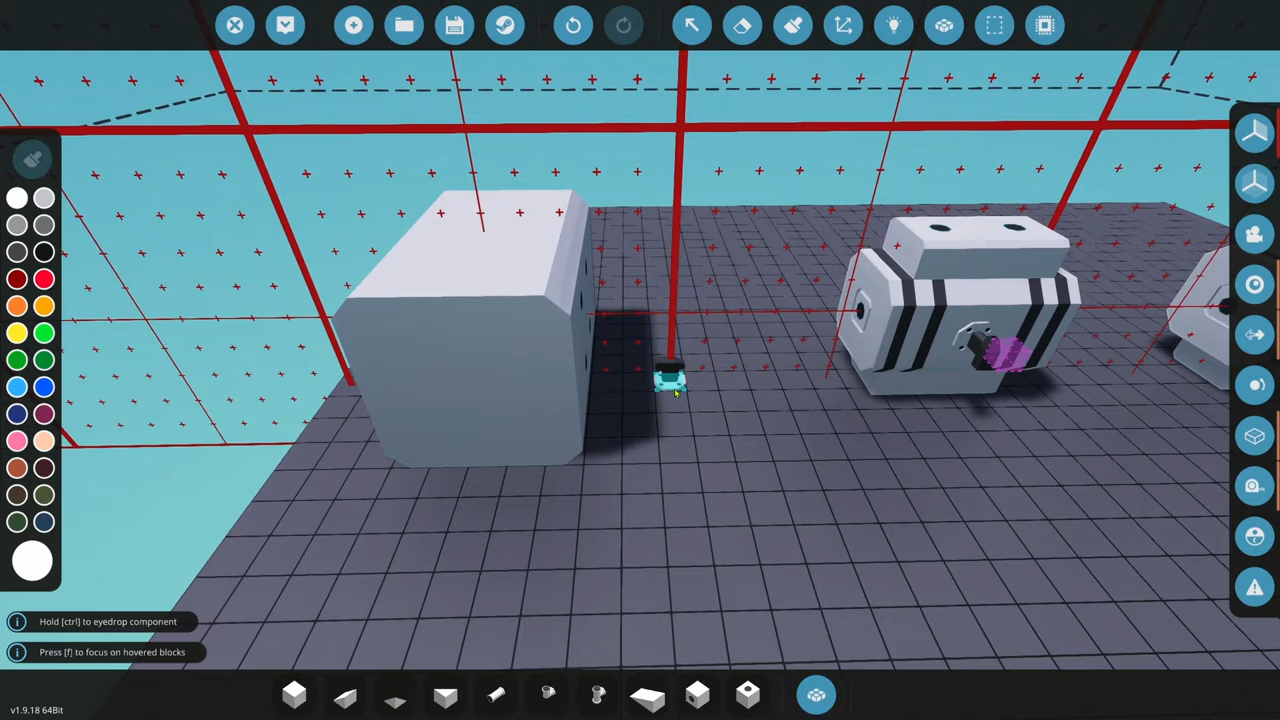 Hold [ctrl] to eyedrop component
Press [f] to focus on hovered blocks
v1.9.18 64Bit